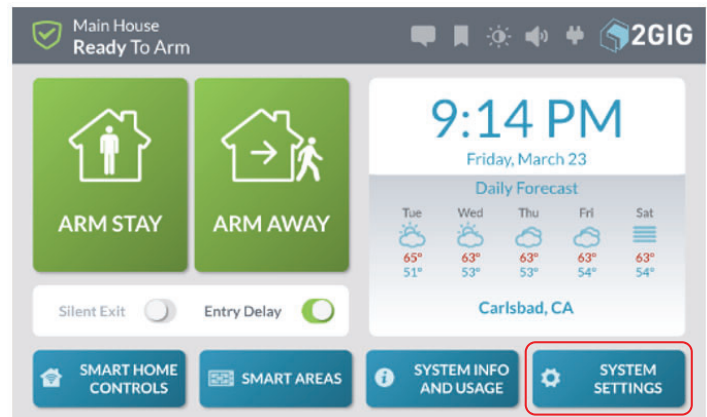 Main House
Ready To Arm
2GIG
ARM STAY
ARM AWAY
Silent Exit
Entry Delay
9:14 PM
Friday, March 23
Daily Forecast
Tue Wed Thu Fri Sat
65° 63° 63° 63° 63°
51° 53° 53° 54° 54°
Carlsbad, CA
SMART HOME
CONTROLS
SMART AREAS
SYSTEM INFO
AND USAGE
SYSTEM
SETTINGS